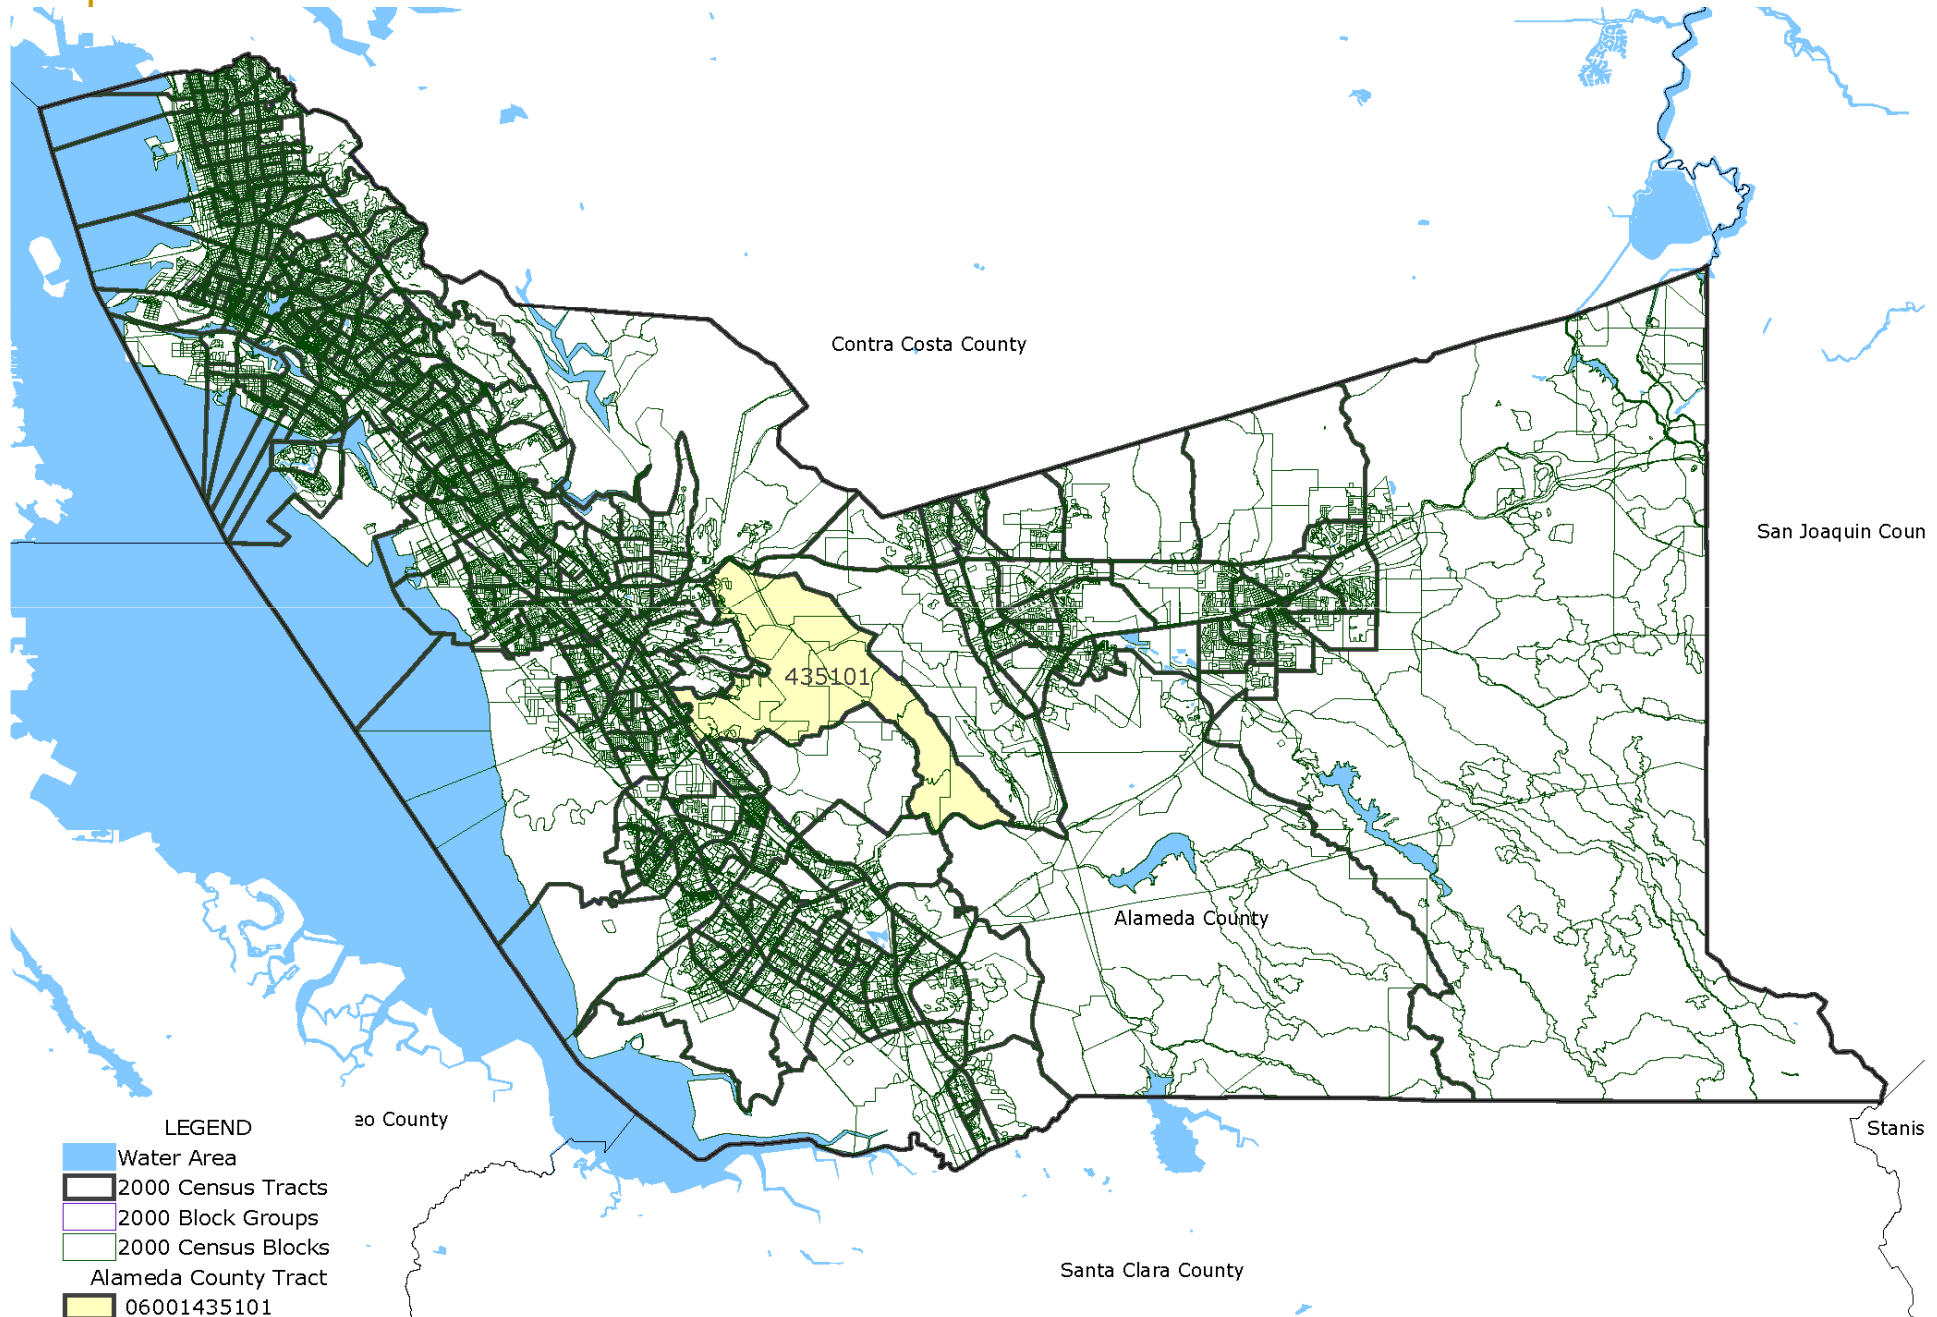 Contra Costa County
San Joaquin Coun
435101
Alameda County
eo County
Stanis
Santa Clara County
LEGEND
Water Area
2000 Census Tracts
2000 Block Groups
2000 Census Blocks
Alameda County Tract
06001435101